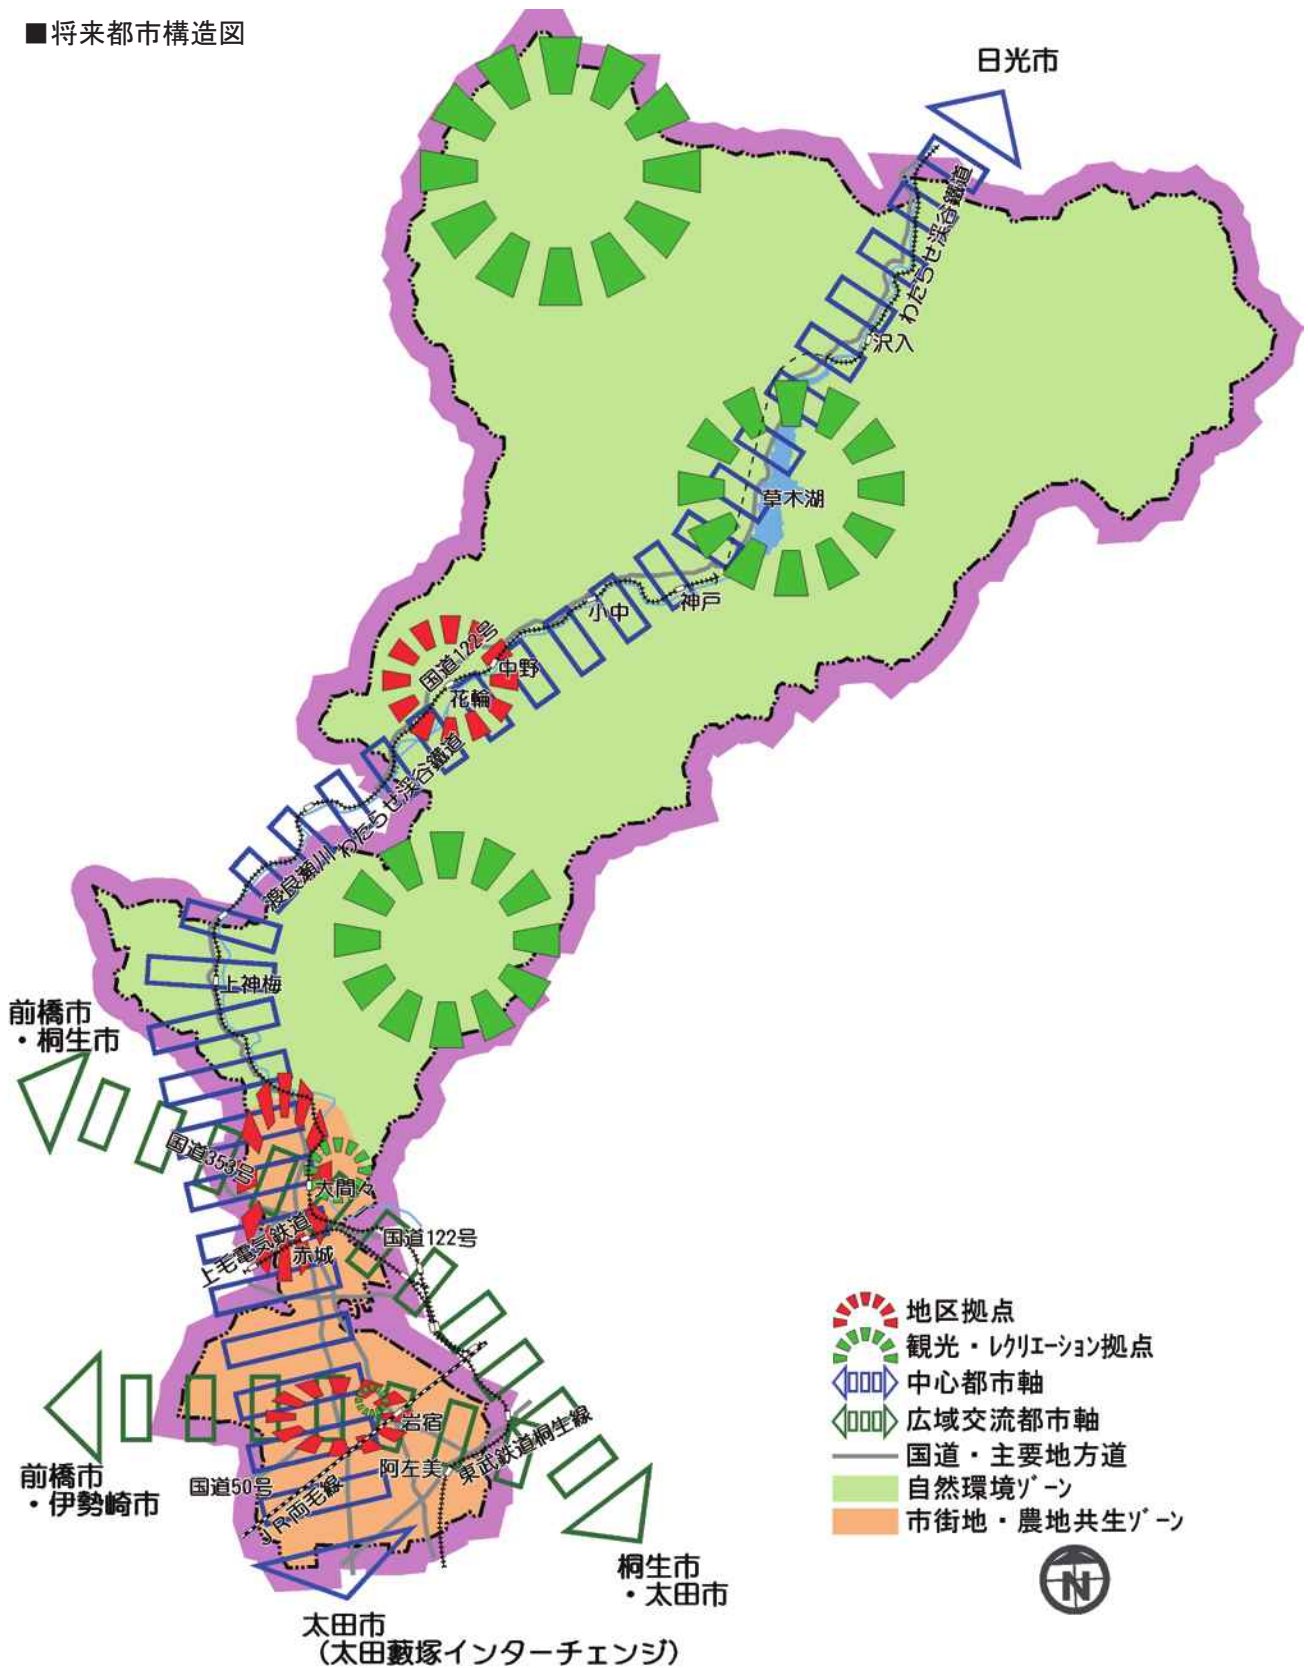 ■将来都市構造図
日光市
わたらせ渓谷鐵道
沢入
草木湖
神戸
小中
国道122号
中野
花輪
わたらせ渓谷鐵道
渡良瀬川
上神梅
前橋市
・桐生市
国道353号
大間々
国道122号
上毛電気鉄道
赤城
岩宿
阿左美
東武鉄道桐生線
国道50号
JR両毛線
前橋市
・伊勢崎市
桐生市
・太田市
太田市
（太田藪塚インターチェンジ）
地区拠点
観光・レクリエーション拠点
中心都市軸
広域交流都市軸
国道・主要地方道
自然環境ゾーン
市街地・農地共生ゾーン
N